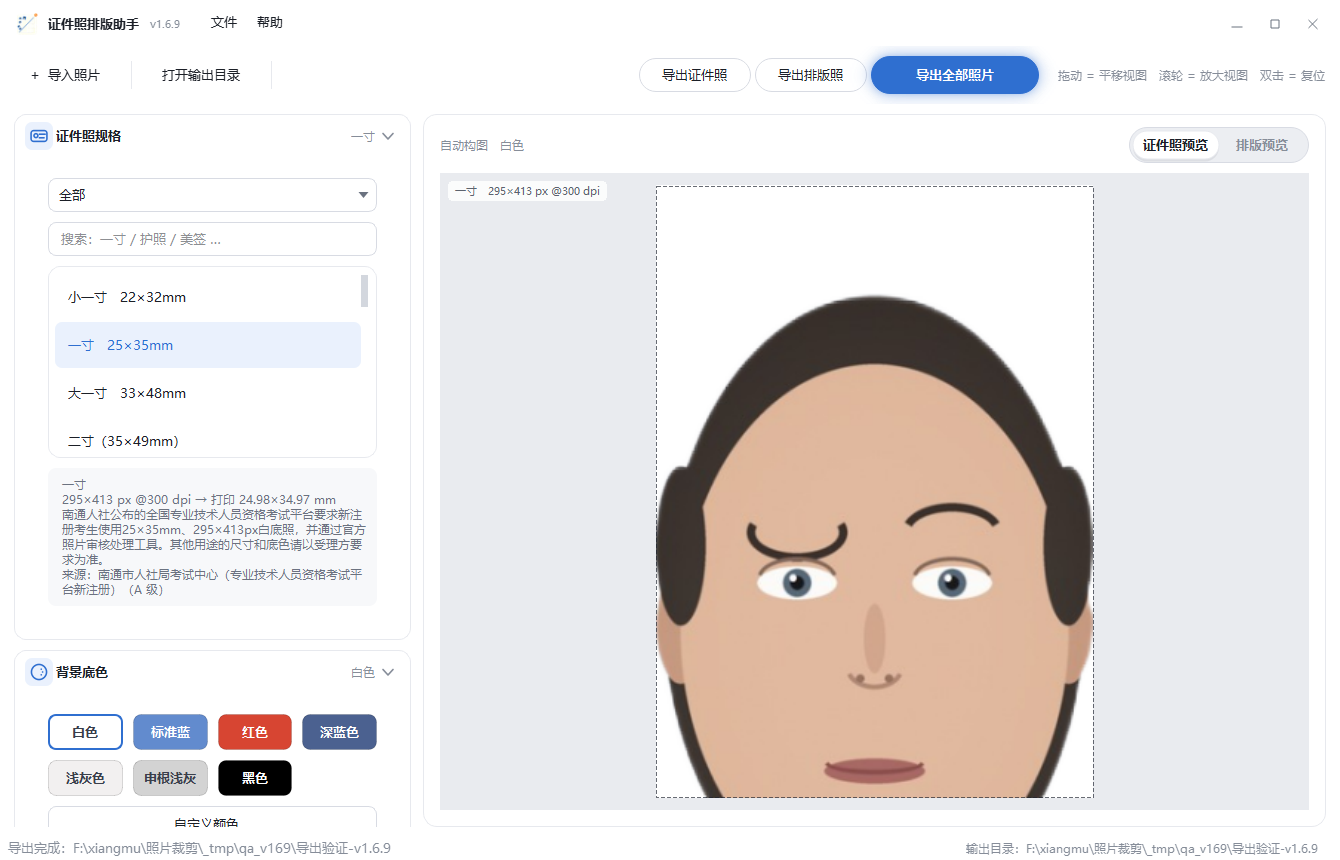 证件照排版助手 v1.6.9 文件 帮助
+ 导入照片 打开输出目录 导出证件照 导出排版照 导出全部照片 拖动 = 平移视图 滚轮 = 放大视图 双击 = 复位
证件照规格 一寸
全部
搜索：一寸 / 护照 / 美签 ...
小一寸 22×32mm
一寸 25×35mm
大一寸 33×48mm
二寸（35×49mm）
一寸
295×413 px @300 dpi → 打印 24.98×34.97 mm
南通人社公布的全国专业技术人员资格考试平台要求新注
册考生使用25×35mm、295×413px白底照，并通过官方
照片审核处理工具。其他用途的尺寸和底色请以受理方要
求为准。
来源：南通市人社局考试中心（专业技术人员资格考试平
台新注册）（A 级）
背景底色 白色
白色 标准蓝 红色 深蓝色
浅灰色 申根浅灰 黑色
自定义颜色
自动构图 白色 证件照预览 排版预览
一寸 295×413 px @300 dpi
导出完成：F:\xiangmu\照片裁剪\_tmp\qa_v169\导出验证-v1.6.9 输出目录：F:\xiangmu\照片裁剪\_tmp\qa_v169\导出验证-v1.6.9